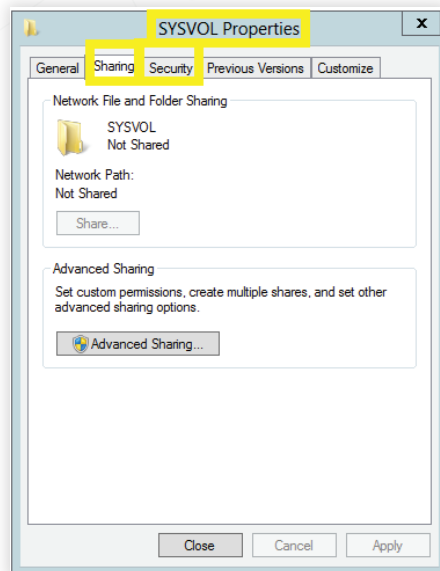 SYSVOL Properties
x
General Sharing Security Previous Versions Customize
Network File and Folder Sharing
SYSVOL
Not Shared
Network Path:
Not Shared
Share...
Advanced Sharing
Set custom permissions, create multiple shares, and set other
advanced sharing options.
Advanced Sharing...
Close Cancel Apply